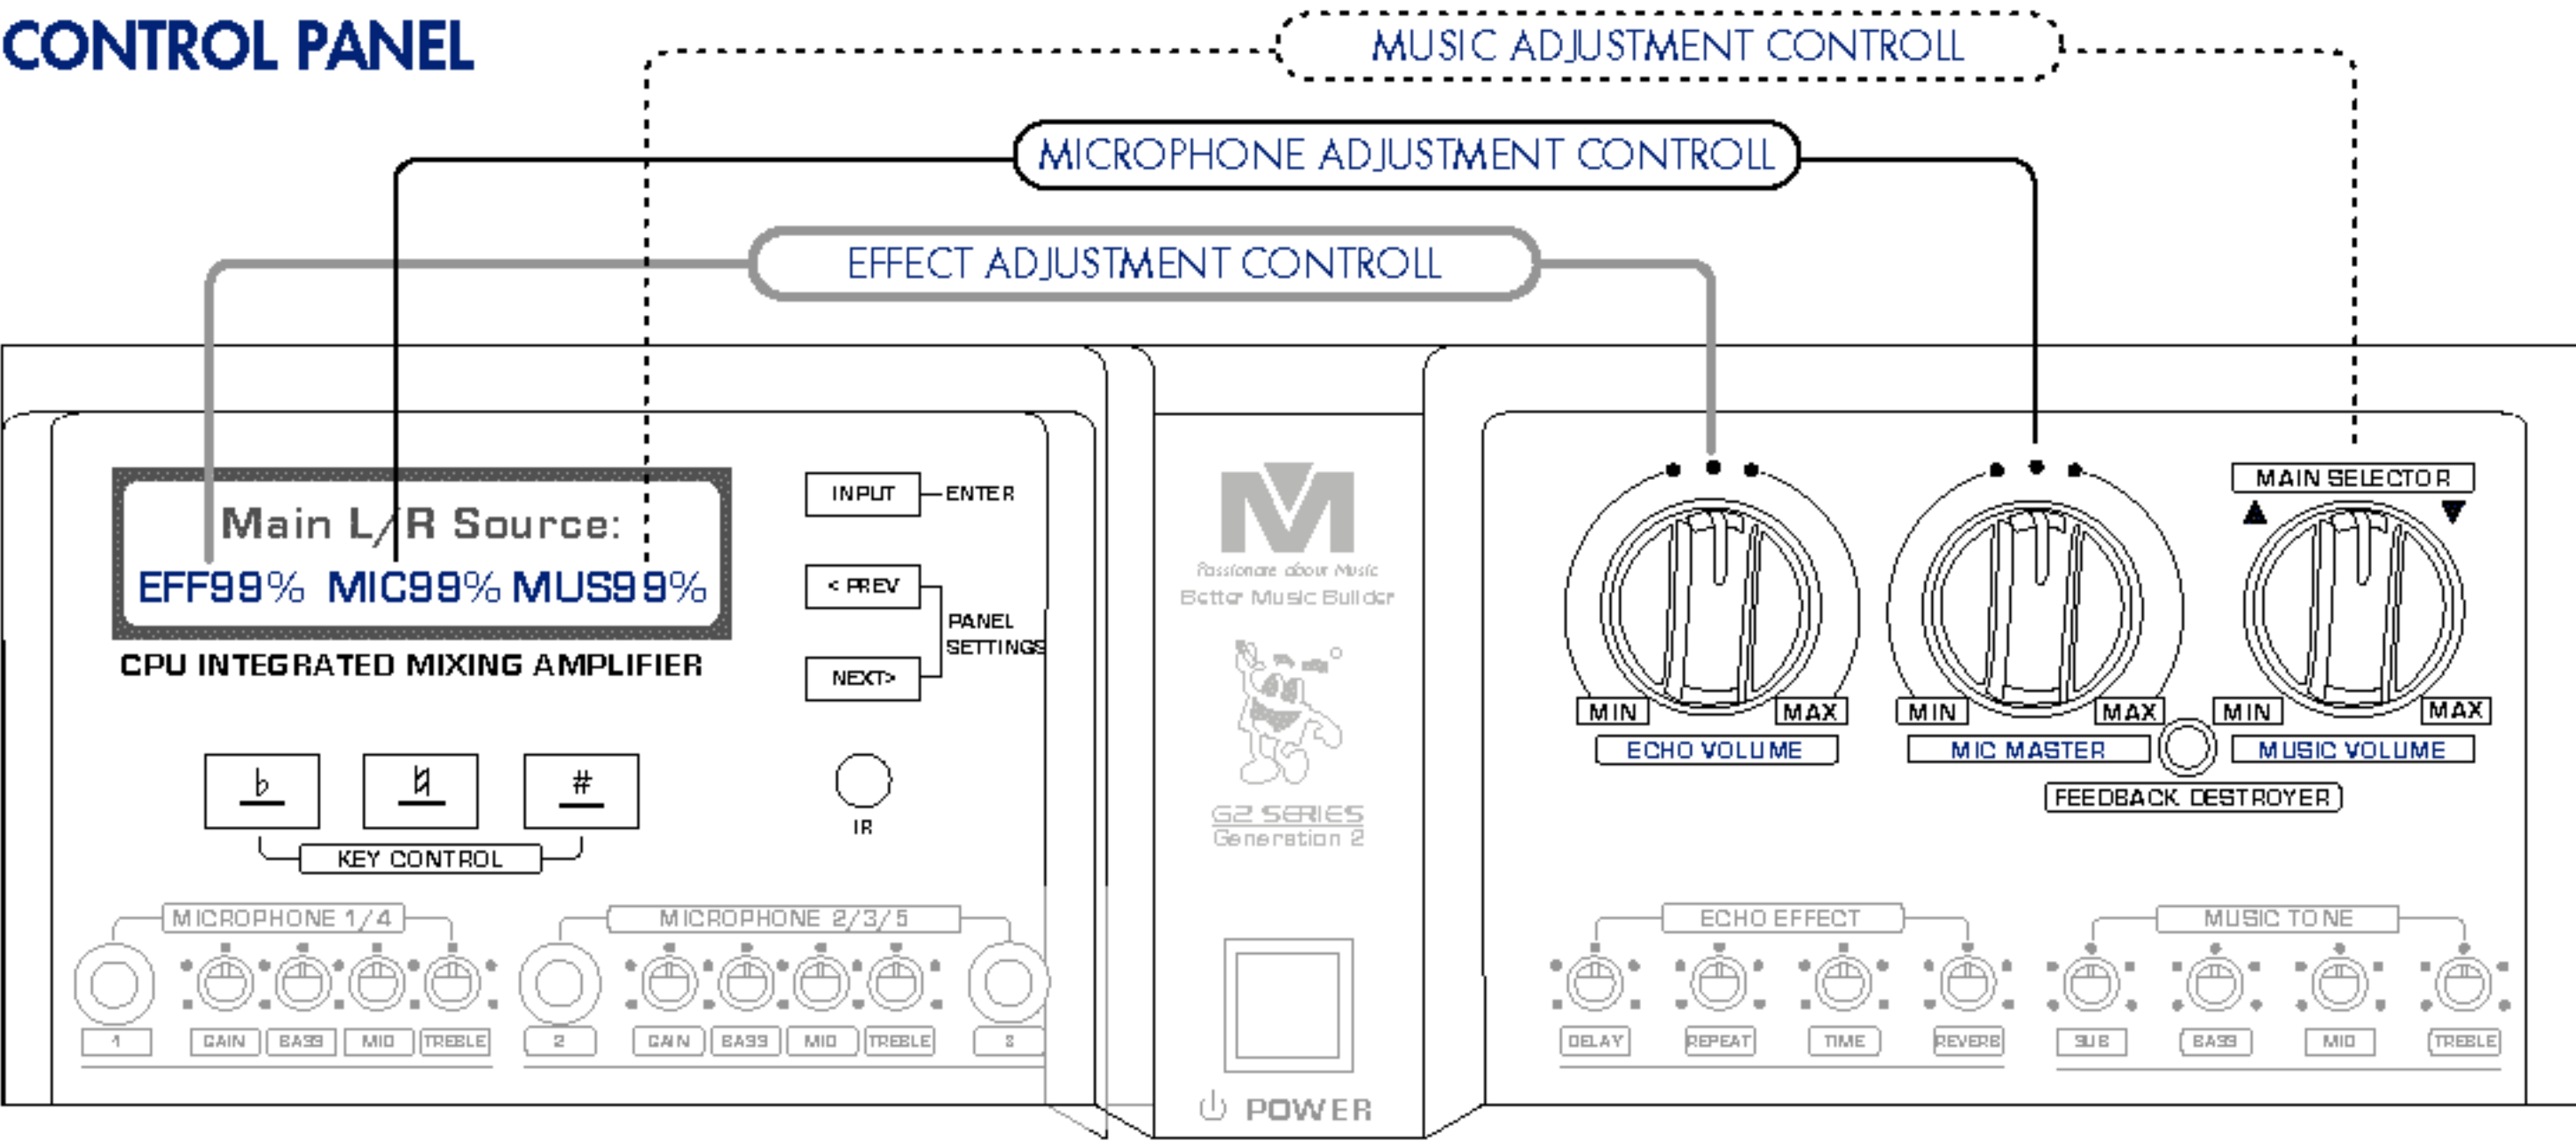 CONTROL PANEL
MUSIC ADJUSTMENT CONTROLL
MICROPHONE ADJUSTMENT CONTROLL
EFFECT ADJUSTMENT CONTROLL
Main L/R Source:
EFF99% MIC99% MUS99%
CPU INTEGRATED MIXING AMPLIFIER
INPUT ENTER
< PREV
PANEL
SETTINGS
NEXT>
♭ ♮ #
KEY CONTROL
IR
MICROPHONE 1/4
1 GAIN BASS MID TREBLE
MICROPHONE 2/3/5
2 GAIN BASS MID TREBLE 3
M
Passionate about Music
Better Music Builder
G2 SERIES
Generation 2
POWER
MAIN SELECTOR
MIN MAX MIN MAX MIN MAX
ECHO VOLUME MIC MASTER MUSIC VOLUME
FEEDBACK DESTROYER
ECHO EFFECT
DELAY REPEAT TIME REVERB
MUSIC TONE
SUB BASS MID TREBLE